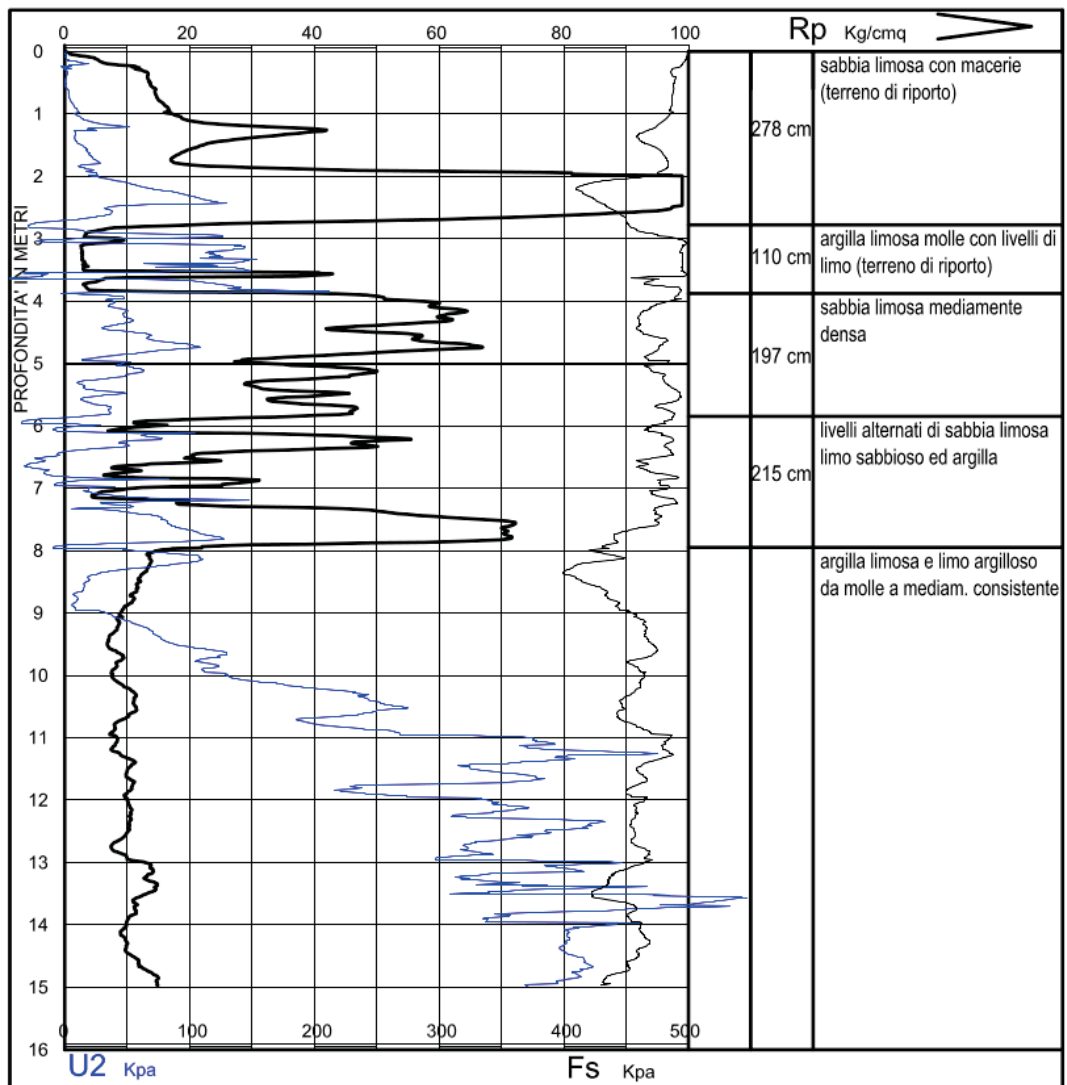 0 20 40 60 80 100
Rp Kg/cmq
PROFONDITA' IN METRI
0
1
2
3
4
5
6
7
8
9
10
11
12
13
14
15
16
278 cm
sabbia limosa con macerie
(terreno di riporto)
110 cm
argilla limosa molle con livelli di
limo (terreno di riporto)
197 cm
sabbia limosa mediamente
densa
215 cm
livelli alternati di sabbia limosa
limo sabbioso ed argilla
argilla limosa e limo argilloso
da molle a mediam. consistente
0 100 200 300 400 500
U2 Kpa
Fs Kpa